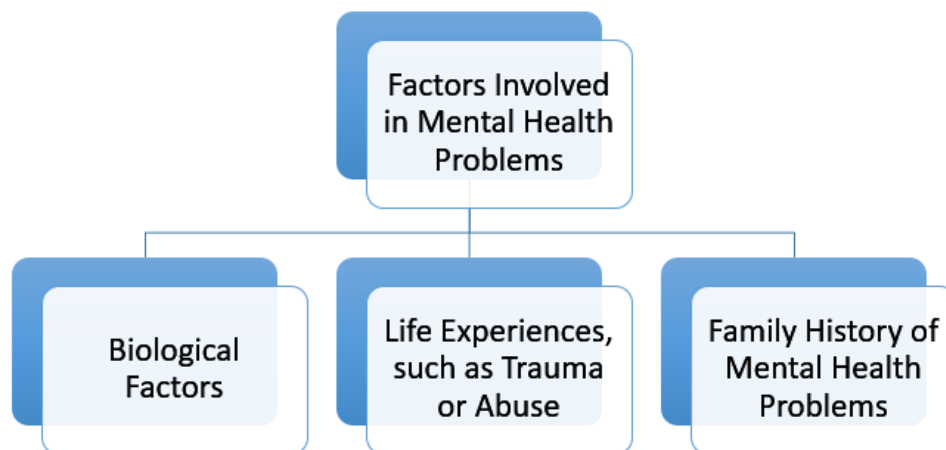 Factors Involved
in Mental Health
Problems
Biological
Factors
Life Experiences,
such as Trauma
or Abuse
Family History of
Mental Health
Problems